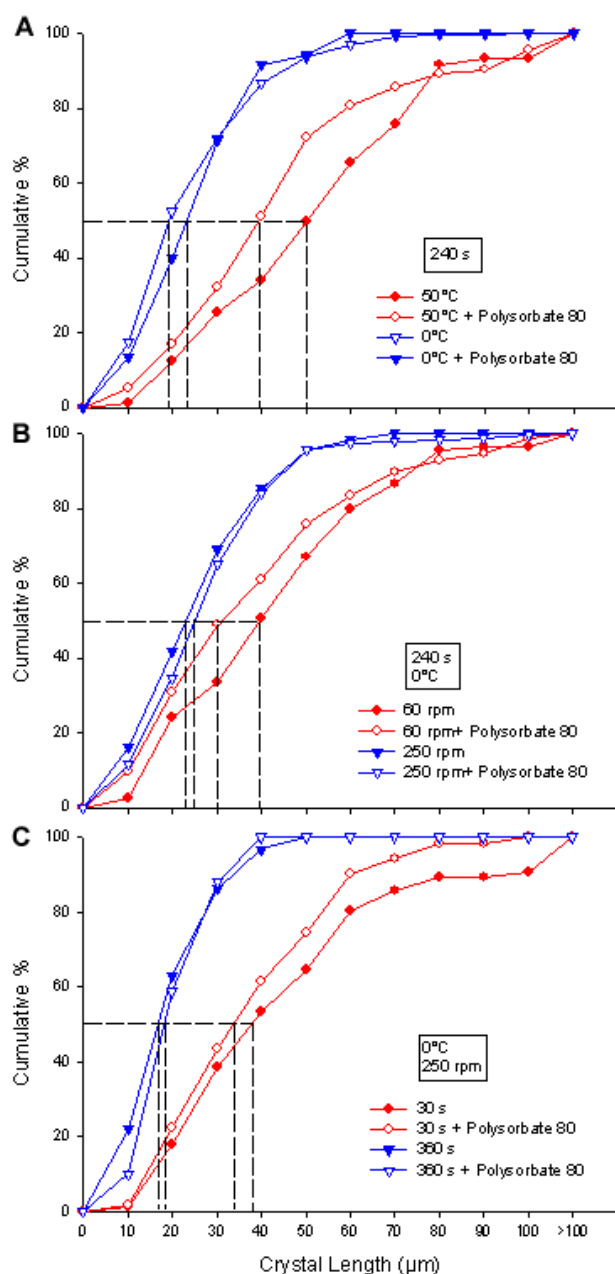 A
100
80
60
40
20
0
Cumulative %
240 s
50°C
50°C + Polysorbate 80
0°C
0°C + Polysorbate 80
B
100
80
60
40
20
0
Cumulative %
240 s
0°C
60 rpm
60 rpm+ Polysorbate 80
250 rpm
250 rpm+ Polysorbate 80
C
100
80
60
40
20
0
Cumulative %
0°C
250 rpm
30 s
30 s + Polysorbate 80
360 s
360 s + Polysorbate 80
0 10 20 30 40 50 60 70 80 90 100 >100
Crystal Length (µm)